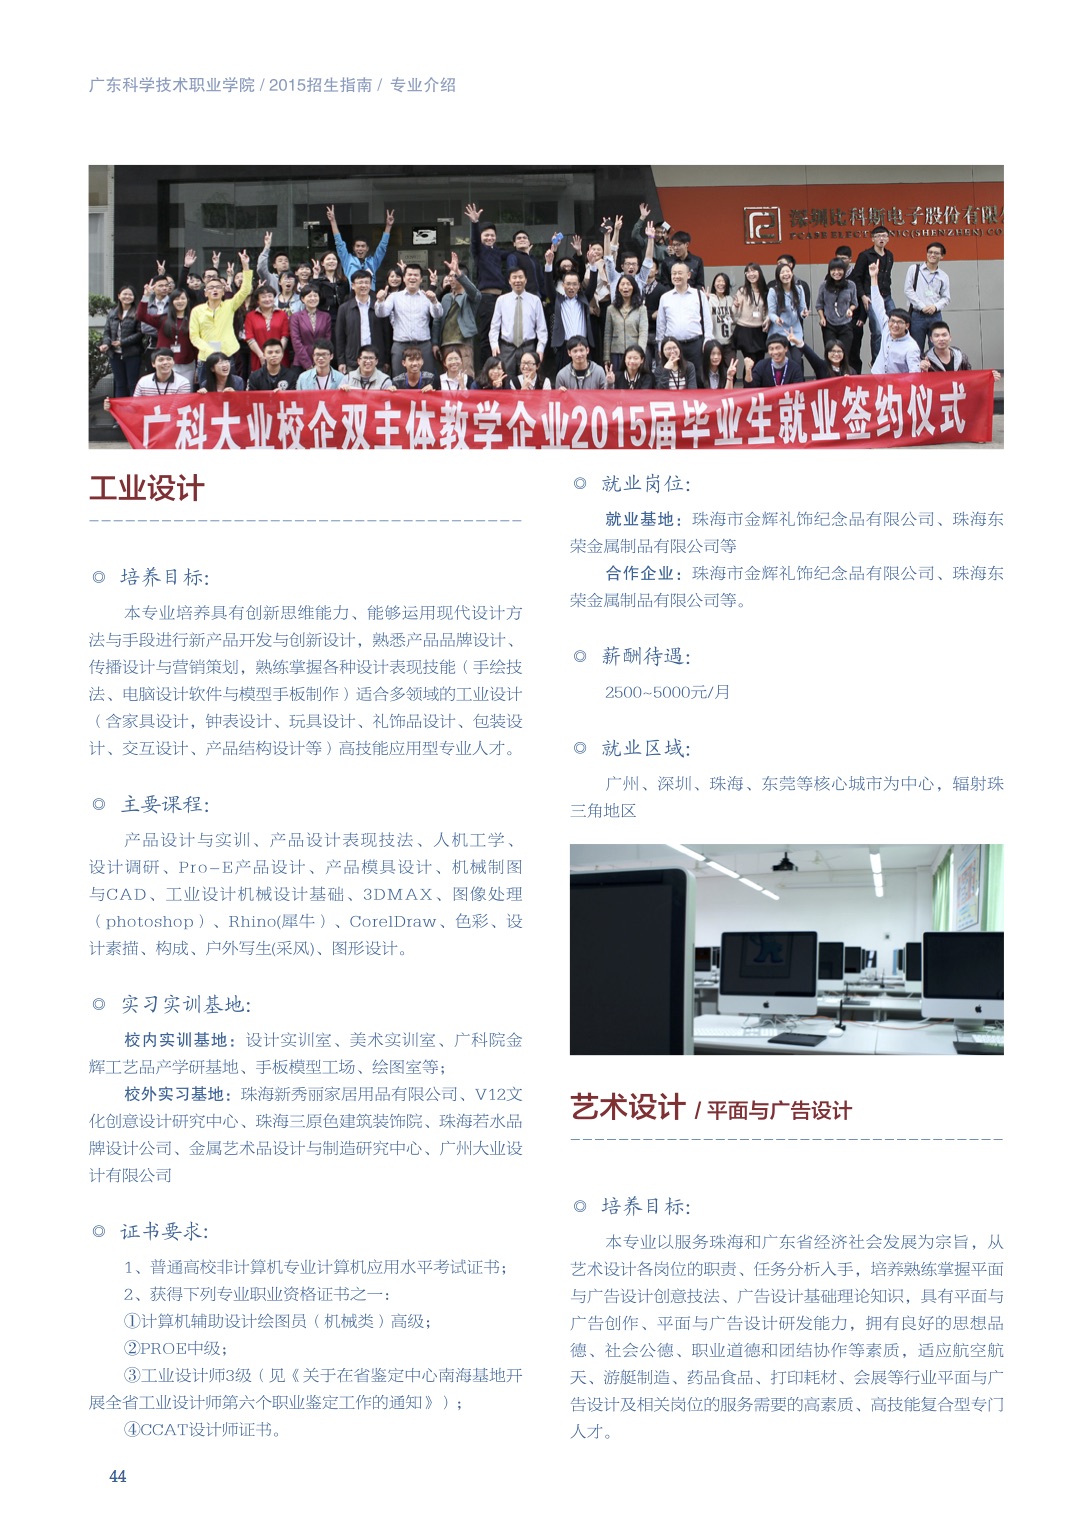 广东科学技术职业学院 / 2015招生指南 / 专业介绍
深圳比科斯电子股份有限
广科大业校企双主体教学企业2015届毕业生就业签约仪式
工业设计
◎ 培养目标：
本专业培养具有创新思维能力、能够运用现代设计方
法与手段进行新产品开发与创新设计，熟悉产品品牌设计、
传播设计与营销策划，熟练掌握各种设计表现技能（手绘技
法、电脑设计软件与模型手板制作）适合多领域的工业设计
（含家具设计，钟表设计、玩具设计、礼饰品设计、包装设
计、交互设计、产品结构设计等）高技能应用型专业人才。
◎ 主要课程：
产品设计与实训、产品设计表现技法、人机工学、
设计调研、Pro-E产品设计、产品模具设计、机械制图
与CAD、工业设计机械设计基础、3DMAX、图像处理
（photoshop）、Rhino(犀牛）、CorelDraw、色彩、设
计素描、构成、户外写生(采风)、图形设计。
◎ 实习实训基地：
校内实训基地：设计实训室、美术实训室、广科院金
辉工艺品产学研基地、手板模型工场、绘图室等；
校外实习基地：珠海新秀丽家居用品有限公司、V12文
化创意设计研究中心、珠海三原色建筑装饰院、珠海若水品
牌设计公司、金属艺术品设计与制造研究中心、广州大业设
计有限公司
◎ 证书要求：
1、普通高校非计算机专业计算机应用水平考试证书；
2、获得下列专业职业资格证书之一：
①计算机辅助设计绘图员（机械类）高级；
②PROE中级；
③工业设计师3级（见《关于在省鉴定中心南海基地开
展全省工业设计师第六个职业鉴定工作的通知》）；
④CCAT设计师证书。
◎ 就业岗位：
就业基地：珠海市金辉礼饰纪念品有限公司、珠海东
荣金属制品有限公司等
合作企业：珠海市金辉礼饰纪念品有限公司、珠海东
荣金属制品有限公司等。
◎ 薪酬待遇：
2500~5000元/月
◎ 就业区域：
广州、深圳、珠海、东莞等核心城市为中心，辐射珠
三角地区
艺术设计 / 平面与广告设计
◎ 培养目标：
本专业以服务珠海和广东省经济社会发展为宗旨，从
艺术设计各岗位的职责、任务分析入手，培养熟练掌握平面
与广告设计创意技法、广告设计基础理论知识，具有平面与
广告创作、平面与广告设计研发能力，拥有良好的思想品
德、社会公德、职业道德和团结协作等素质，适应航空航
天、游艇制造、药品食品、打印耗材、会展等行业平面与广
告设计及相关岗位的服务需要的高素质、高技能复合型专门
人才。
44